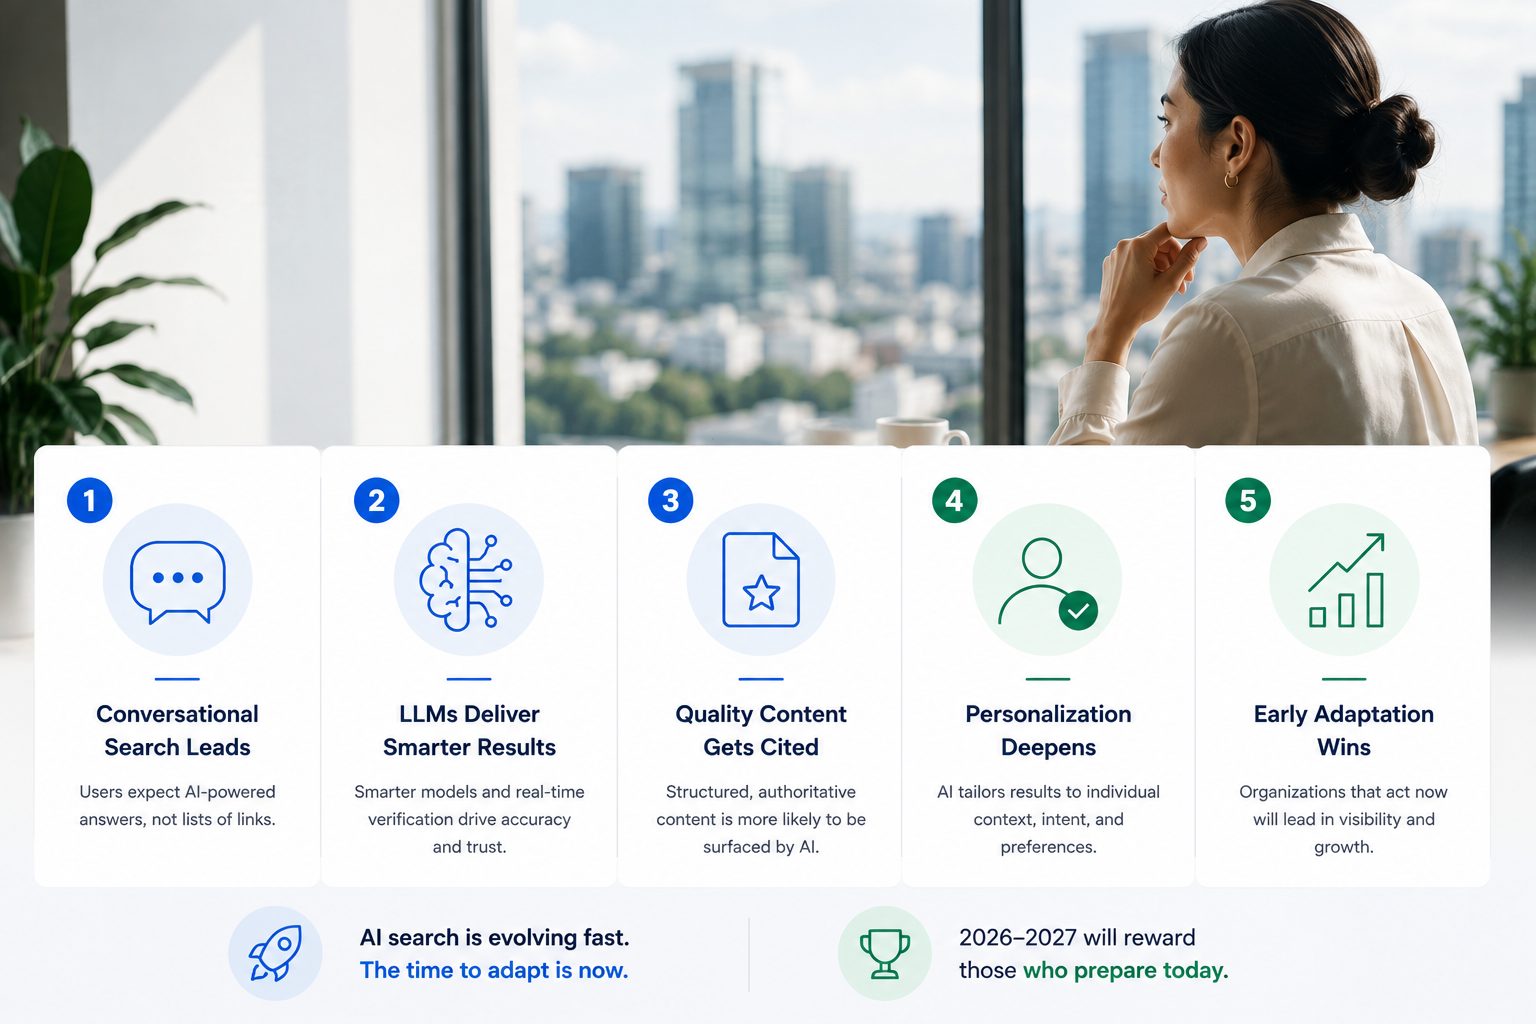 1
Conversational
Search Leads
Users expect AI-powered
answers, not lists of links.
2
LLMs Deliver
Smarter Results
Smarter models and real-time
verification drive accuracy
and trust.
3
Quality Content
Gets Cited
Structured, authoritative
content is more likely to be
surfaced by AI.
4
Personalization
Deepens
AI tailors results to individual
context, intent, and
preferences.
5
Early Adaptation
Wins
Organizations that act now
will lead in visibility and
growth.
AI search is evolving fast.
The time to adapt is now.
2026–2027 will reward
those who prepare today.